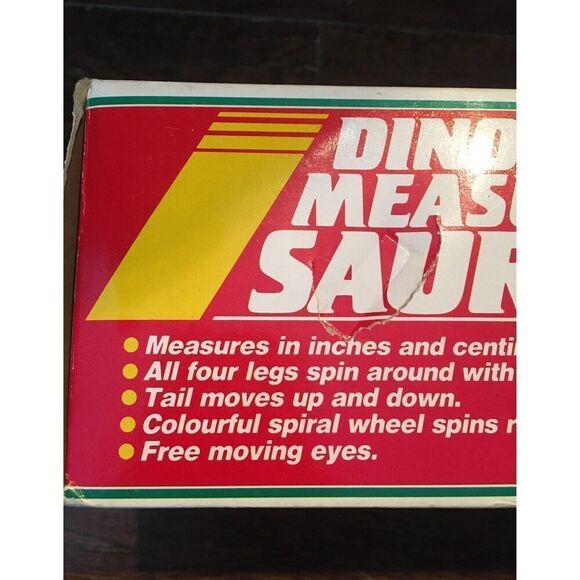 DINO
MEASU
SAUR
Measures in inches and centi
All four legs spin around with
Tail moves up and down.
Colourful spiral wheel spins r
Free moving eyes.